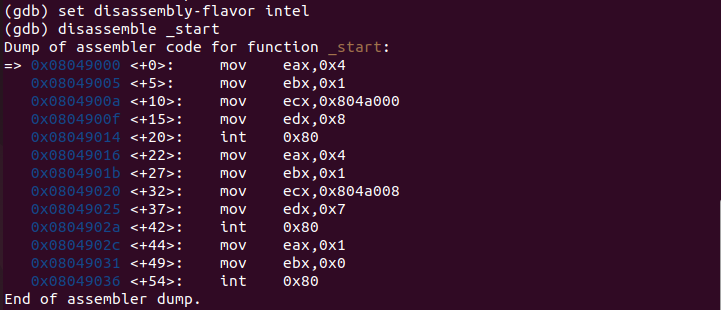 (gdb) set disassembly-flavor intel
(gdb) disassemble _start
Dump of assembler code for function _start:
=> 0x08049000 <+0>:     mov    eax,0x4
   0x08049005 <+5>:     mov    ebx,0x1
   0x0804900a <+10>:    mov    ecx,0x804a000
   0x0804900f <+15>:    mov    edx,0x8
   0x08049014 <+20>:    int    0x80
   0x08049016 <+22>:    mov    eax,0x4
   0x0804901b <+27>:    mov    ebx,0x1
   0x08049020 <+32>:    mov    ecx,0x804a008
   0x08049025 <+37>:    mov    edx,0x7
   0x0804902a <+42>:    int    0x80
   0x0804902c <+44>:    mov    eax,0x1
   0x08049031 <+49>:    mov    ebx,0x0
   0x08049036 <+54>:    int    0x80
End of assembler dump.